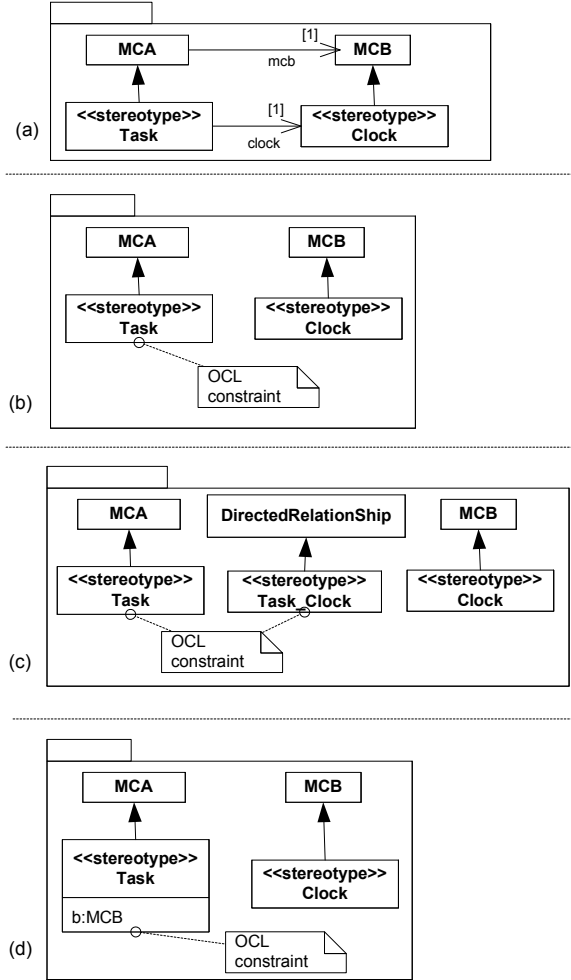 [1]
MCA
MCB
mcb
[1]
<<stereotype>>
Task
<<stereotype>>
Clock
clock
(a)
MCA
MCB
<<stereotype>>
Task
<<stereotype>>
Clock
OCL
constraint
(b)
MCA
DirectedRelationShip
MCB
<<stereotype>>
Task
<<stereotype>>
Task_Clock
<<stereotype>>
Clock
OCL
constraint
(c)
MCA
MCB
<<stereotype>>
Task
<<stereotype>>
Clock
b:MCB
OCL
constraint
(d)